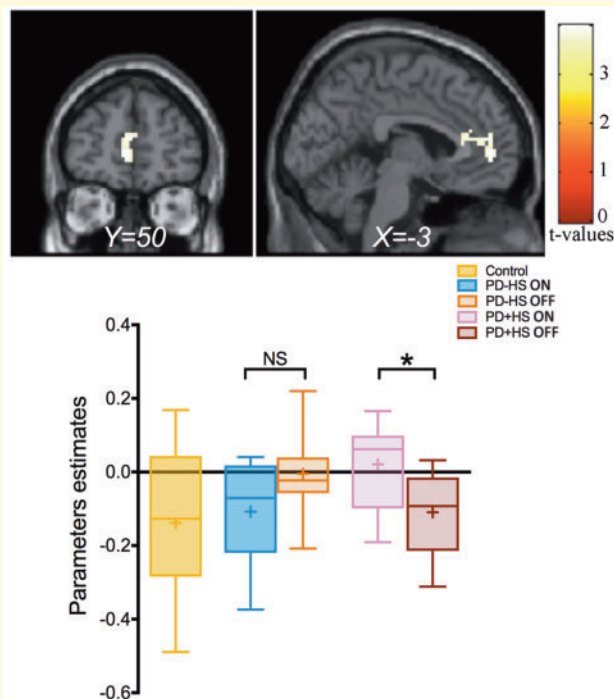 Y=50
X=-3
3
2
1
0
t-values
Control
PD-HS ON
PD-HS OFF
PD+HS ON
PD+HS OFF
Parameters estimates
0.4
0.2
0.0
-0.2
-0.4
-0.6
NS
*